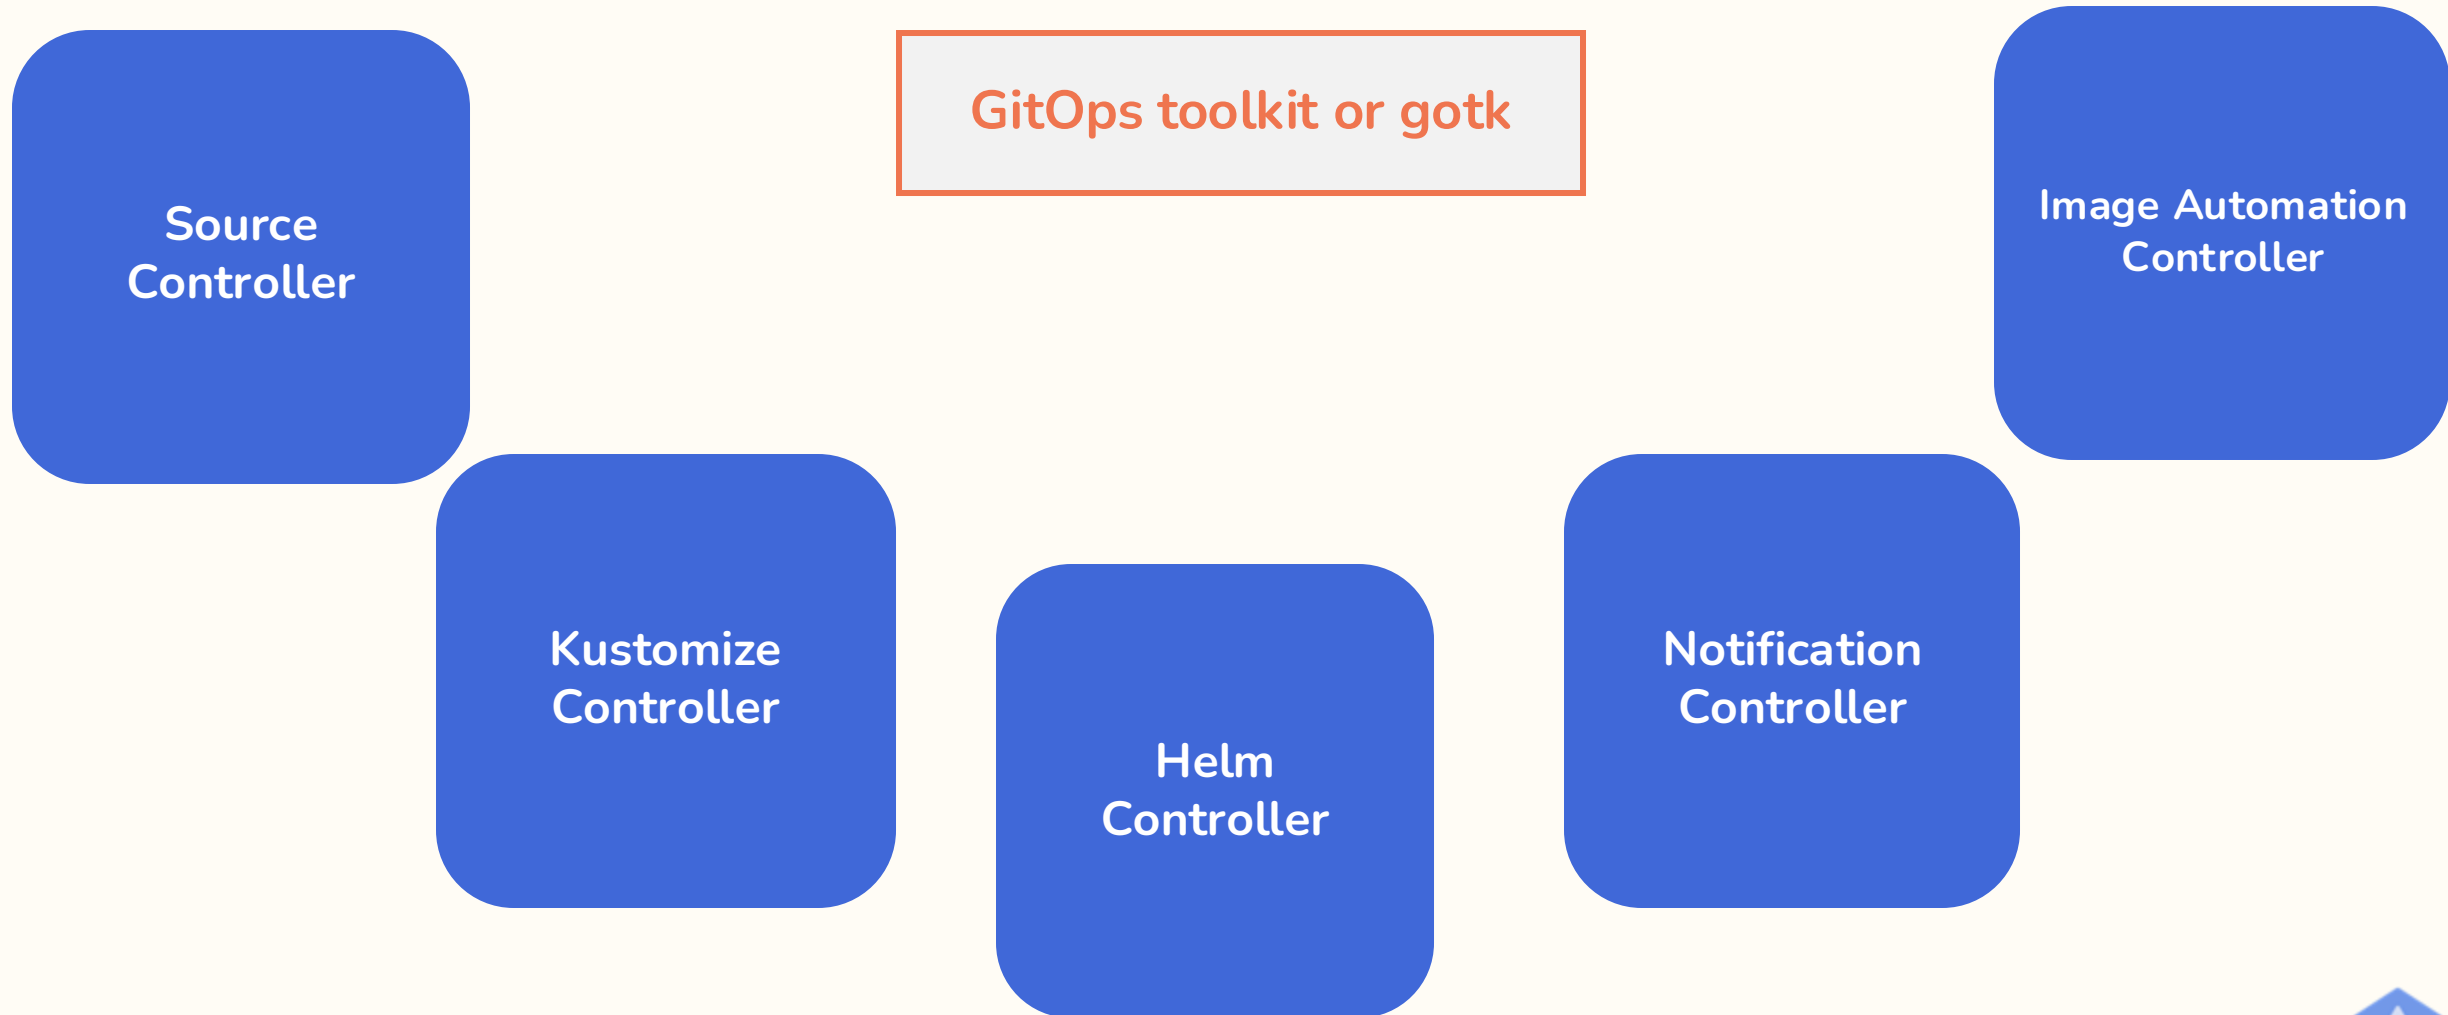 GitOps toolkit or gotk
Source
Controller
Kustomize
Controller
Helm
Controller
Notification
Controller
Image Automation
Controller